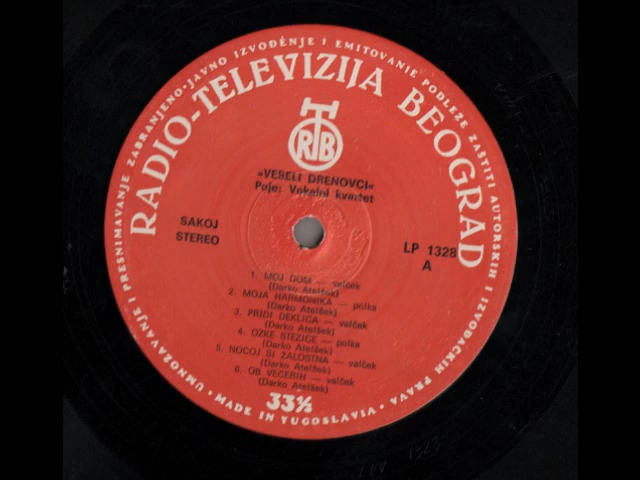 UMNOŽAVANJE I PRESNIMAVANJE ZABRANJENO-JAVNO IZVOĐENJE I EMITOVANJE PODLEŽE ZAŠTITI AUTORSKIH I IZVOĐAČKIH PRAVA
RADIO-TELEVIZIJA BEOGRAD
RTB
»VESELI DRENOVCI«
Poje: Vokalni kvartet
SAKOJ
STEREO
LP 1328
A
1. MOJ DOM — valček
(Darko Atelšek)
2. MOJA HARMONIKA — polka
(Darko Atelšek)
3. PRIDI DEKLICA — valček
(Darko Atelšek)
4. OZKE STEZICE — polka
(Darko Atelšek)
5. NOCOJ SI ŽALOSTNA — valček
(Darko Atelšek)
6. OB VEČERIH — valček
(Darko Atelšek)
33⅓
• MADE IN YUGOSLAVIA •